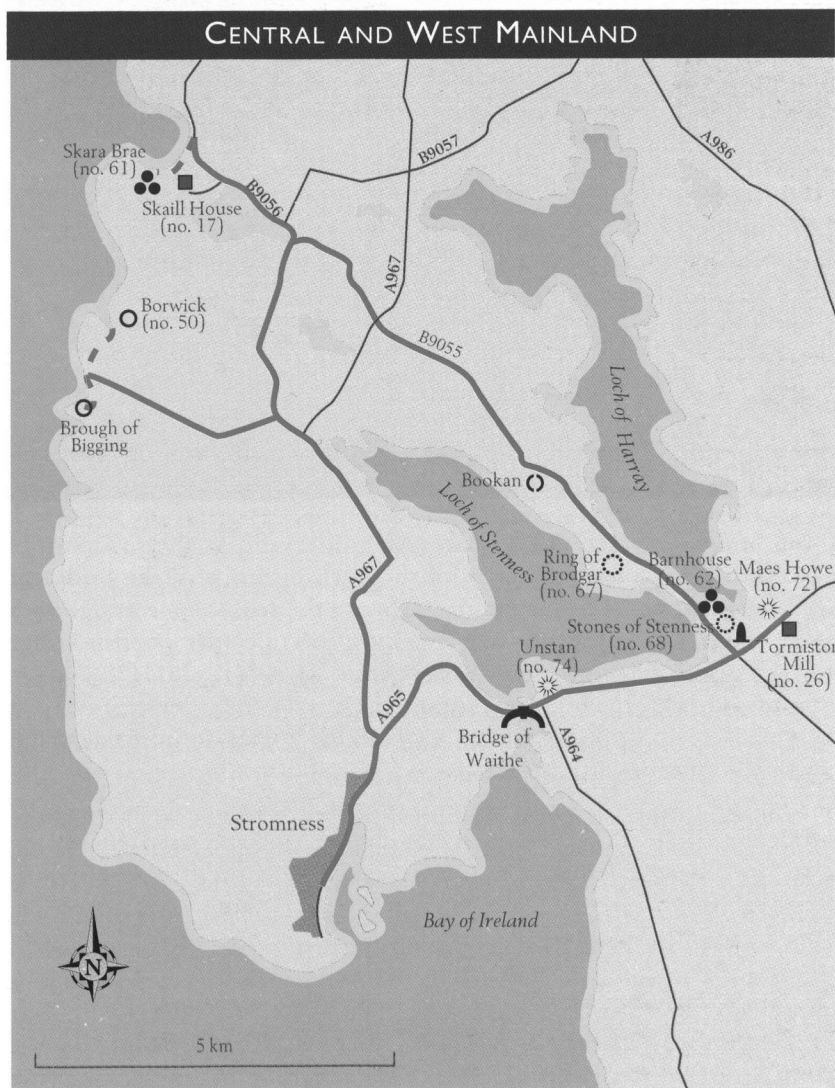 CENTRAL AND WEST MAINLAND
Skara Brae
(no. 61)
Skaill House
(no. 17)
B9056
B9057
A986
A967
Borwick
(no. 50)
B9055
Brough of
Bigging
Loch of Harray
Bookan
Loch of Stenness
Ring of
Brodgar
(no. 67)
Barnhouse
(no. 62)
Maes Howe
(no. 72)
A967
Stones of Stenness
(no. 68)
Tormiston
Mill
(no. 26)
Unstan
(no. 74)
A965
Bridge of
Waithe
A964
Stromness
Bay of Ireland
N
5 km